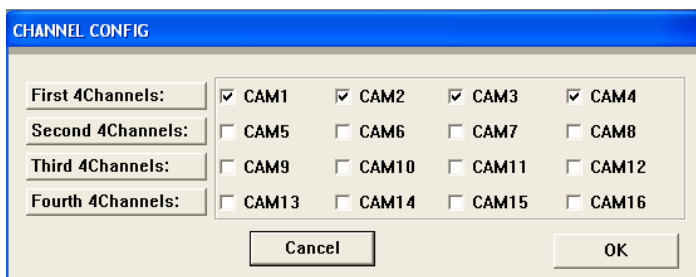 CHANNEL CONFIG
First 4Channels: CAM1 CAM2 CAM3 CAM4
Second 4Channels: CAM5 CAM6 CAM7 CAM8
Third 4Channels: CAM9 CAM10 CAM11 CAM12
Fourth 4Channels: CAM13 CAM14 CAM15 CAM16
Cancel OK